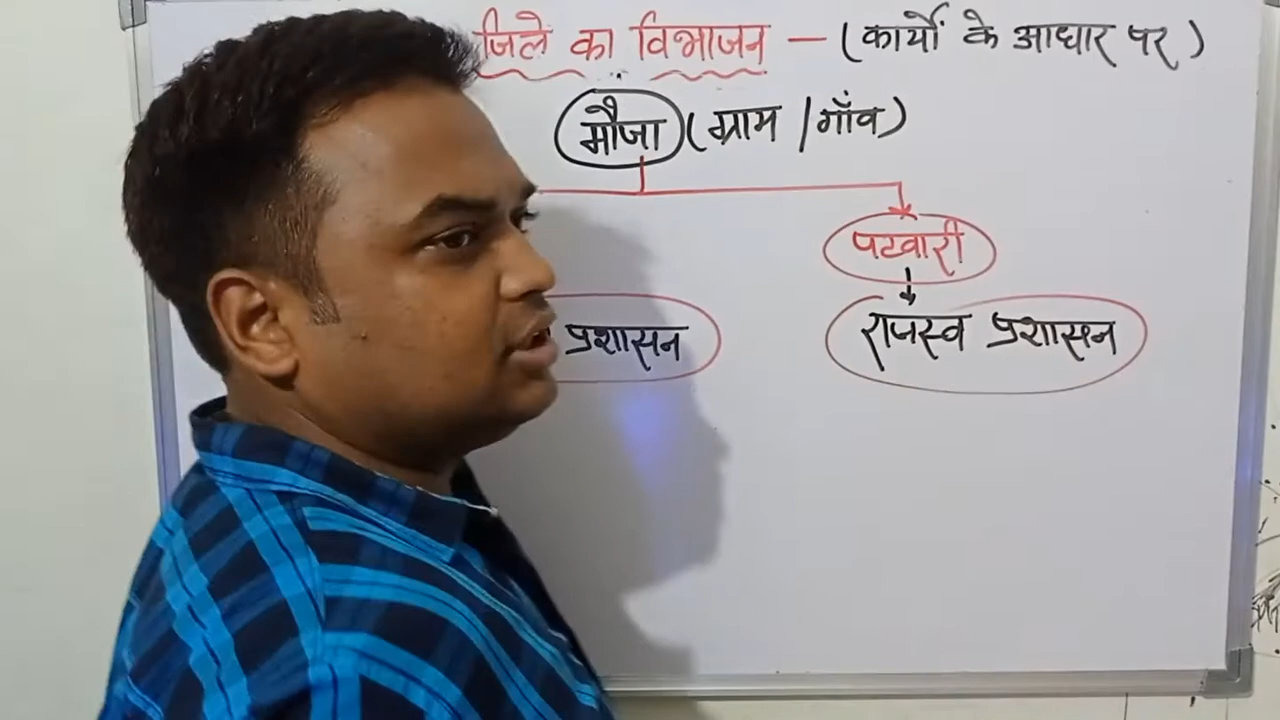 जिले का विभाजन — (कार्यों के आधार पर)
मौजा (ग्राम / गाँव)
पटवारी
प्रशासन
राजस्व प्रशासन